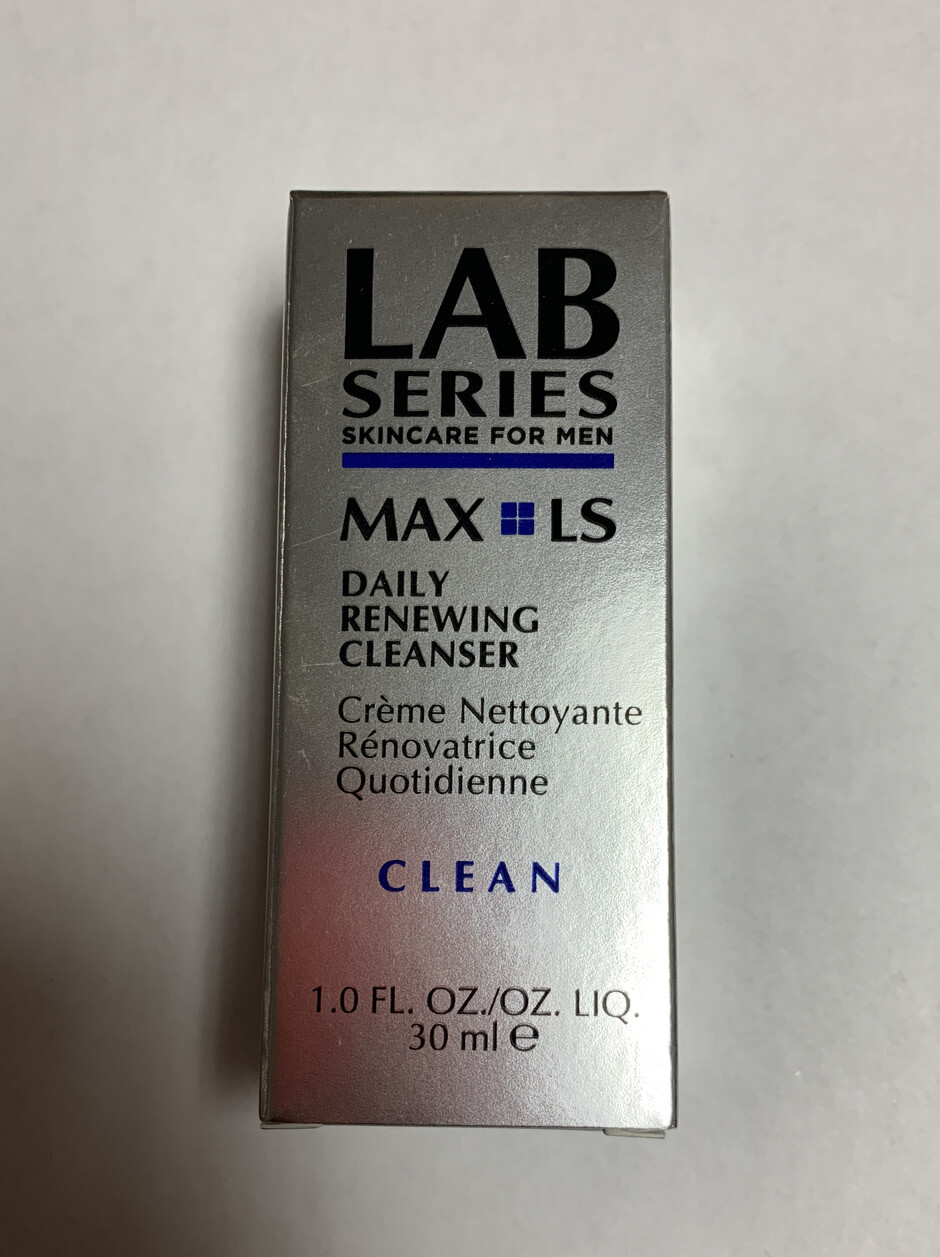 LAB
SERIES
SKINCARE FOR MEN
MAX LS
DAILY
RENEWING
CLEANSER
Crème Nettoyante
Rénovatrice
Quotidienne
CLEAN
1.0 FL. OZ./OZ. LIQ.
30 ml ℮